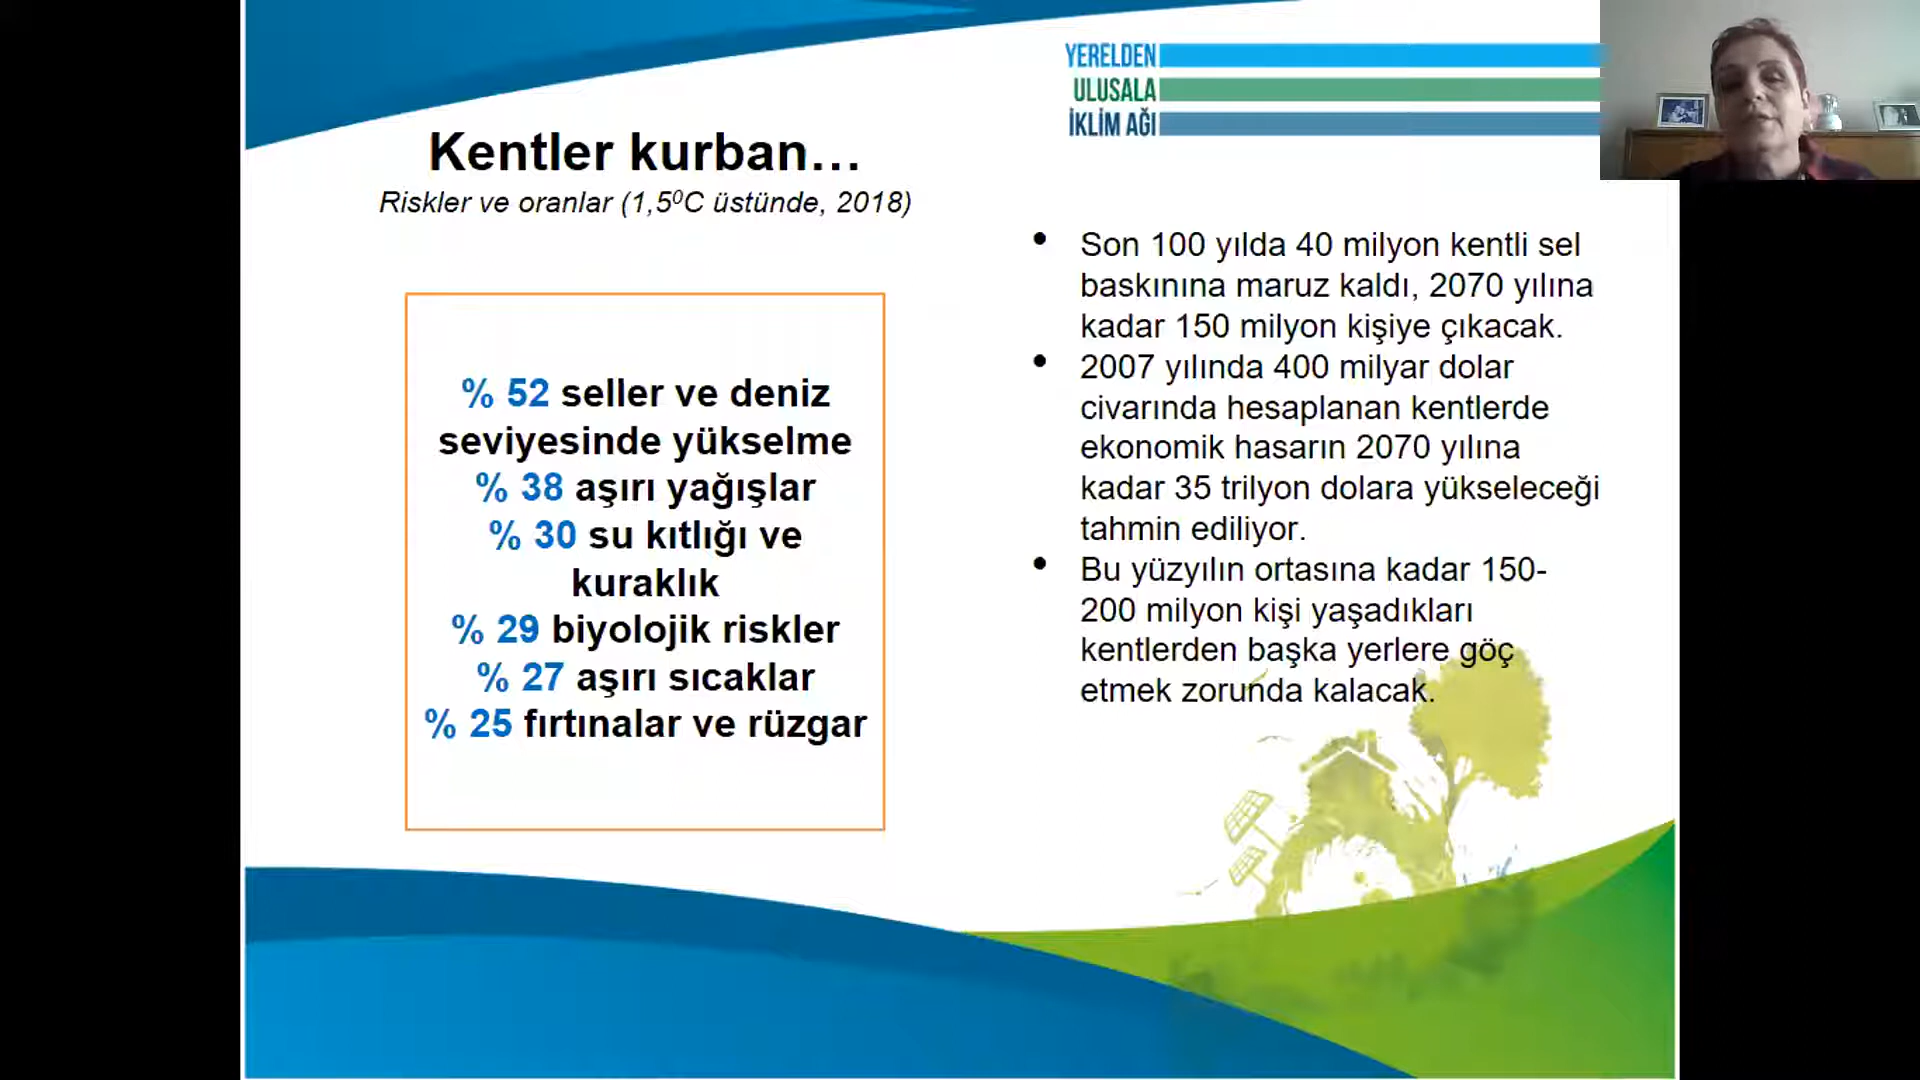 YERELDEN
ULUSALA
İKLİM AĞI
Kentler kurban…
Riskler ve oranlar (1,5⁰C üstünde, 2018)
% 52 seller ve deniz
seviyesinde yükselme
% 38 aşırı yağışlar
% 30 su kıtlığı ve
kuraklık
% 29 biyolojik riskler
% 27 aşırı sıcaklar
% 25 fırtınalar ve rüzgar
• Son 100 yılda 40 milyon kentli sel
baskınına maruz kaldı, 2070 yılına
kadar 150 milyon kişiye çıkacak.
• 2007 yılında 400 milyar dolar
civarında hesaplanan kentlerde
ekonomik hasarın 2070 yılına
kadar 35 trilyon dolara yükseleceği
tahmin ediliyor.
• Bu yüzyılın ortasına kadar 150-
200 milyon kişi yaşadıkları
kentlerden başka yerlere göç
etmek zorunda kalacak.